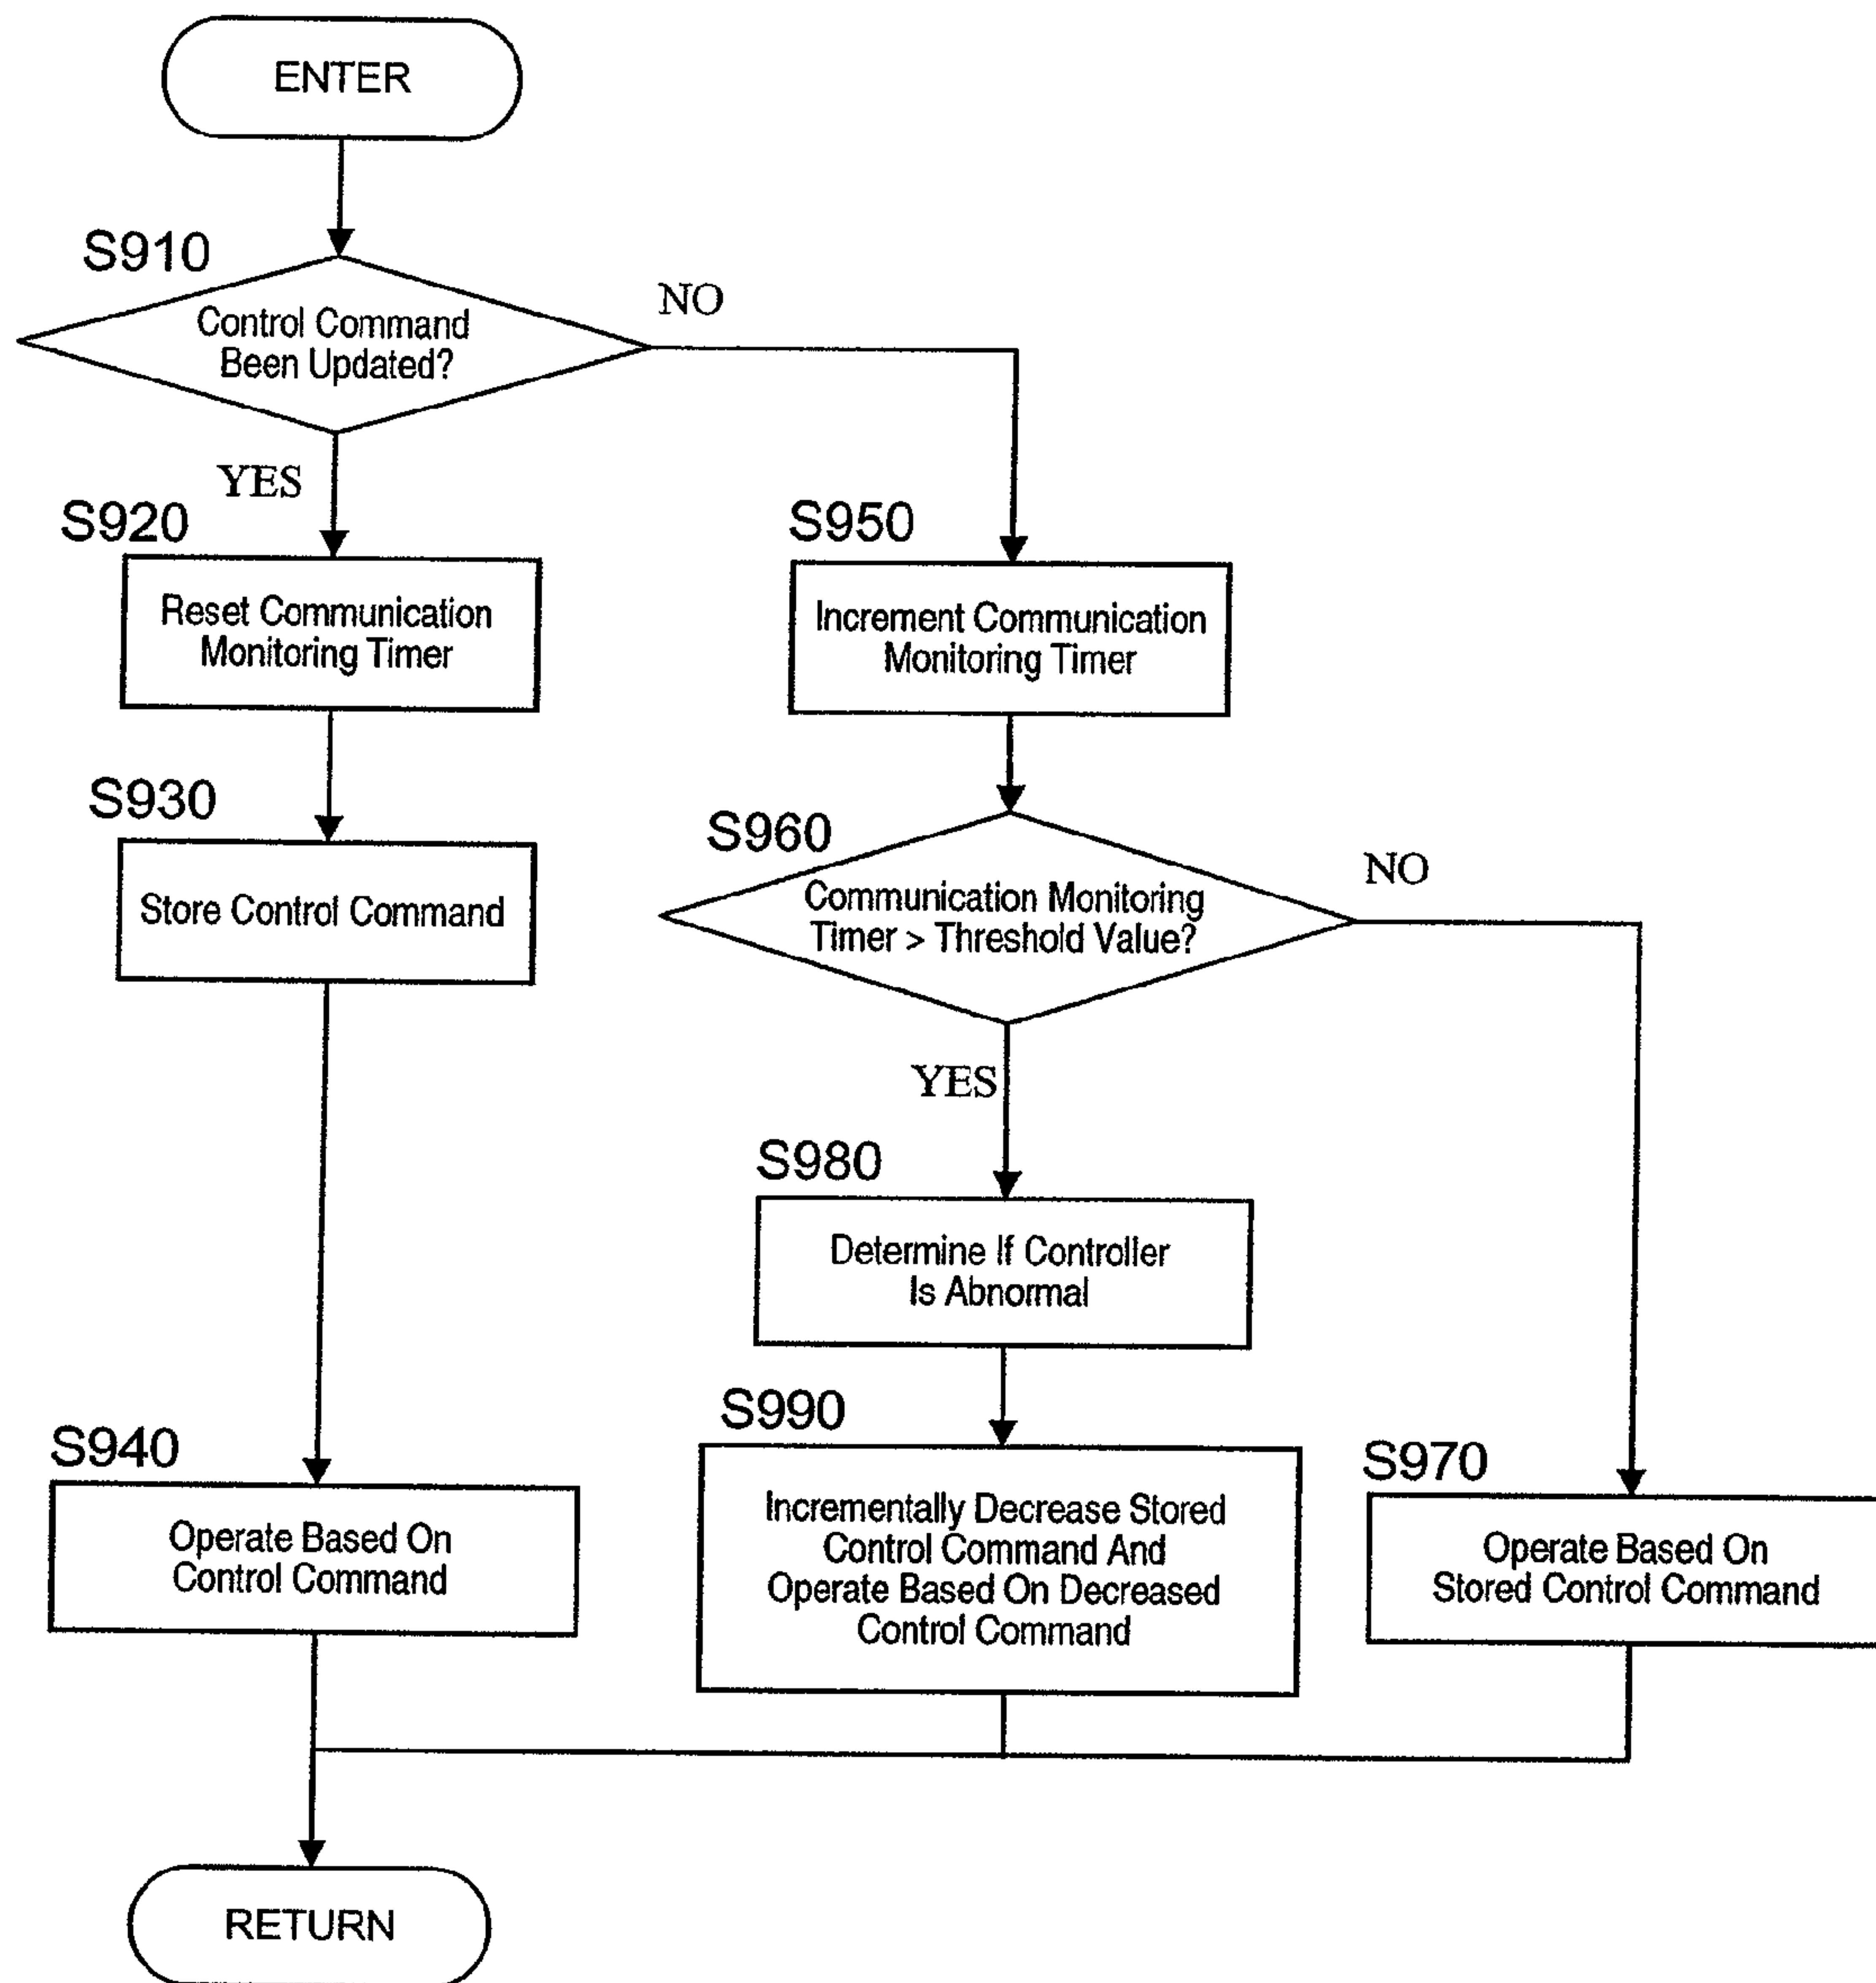 ENTER
S910
Control Command
Been Updated?
NO
YES
S920
Reset Communication
Monitoring Timer
S950
Increment Communication
Monitoring Timer
S930
Store Control Command
S960
Communication Monitoring
Timer > Threshold Value?
NO
YES
S980
Determine If Controller
Is Abnormal
S940
Operate Based On
Control Command
S990
Incrementally Decrease Stored
Control Command And
Operate Based On Decreased
Control Command
S970
Operate Based On
Stored Control Command
RETURN